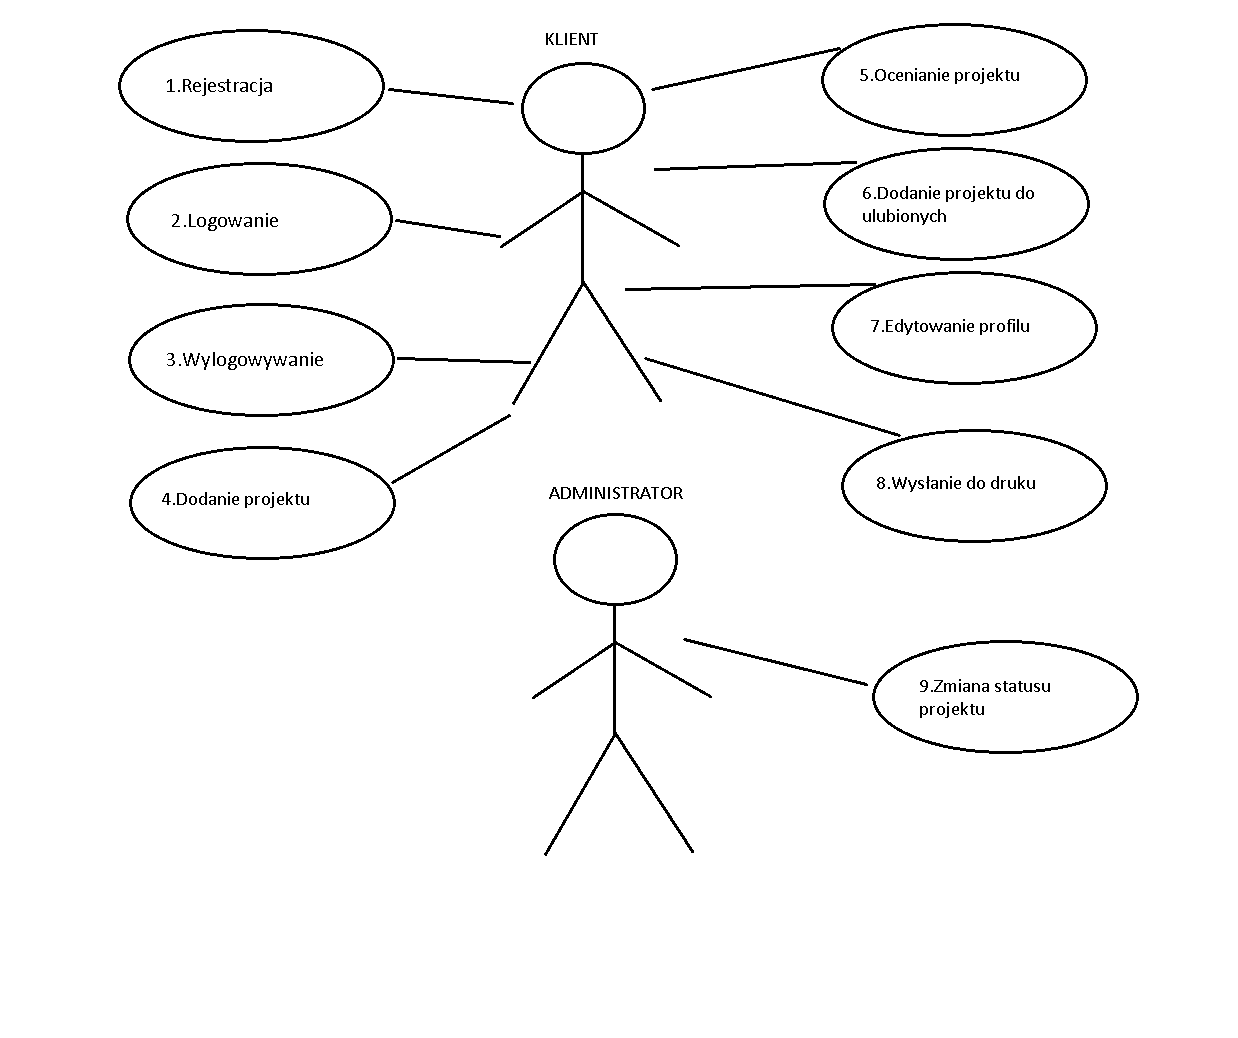 KLIENT
1.Rejestracja
2.Logowanie
3.Wylogowywanie
4.Dodanie projektu
5.Ocenianie projektu
6.Dodanie projektu do
ulubionych
7.Edytowanie profilu
8.Wysłanie do druku
ADMINISTRATOR
9.Zmiana statusu
projektu